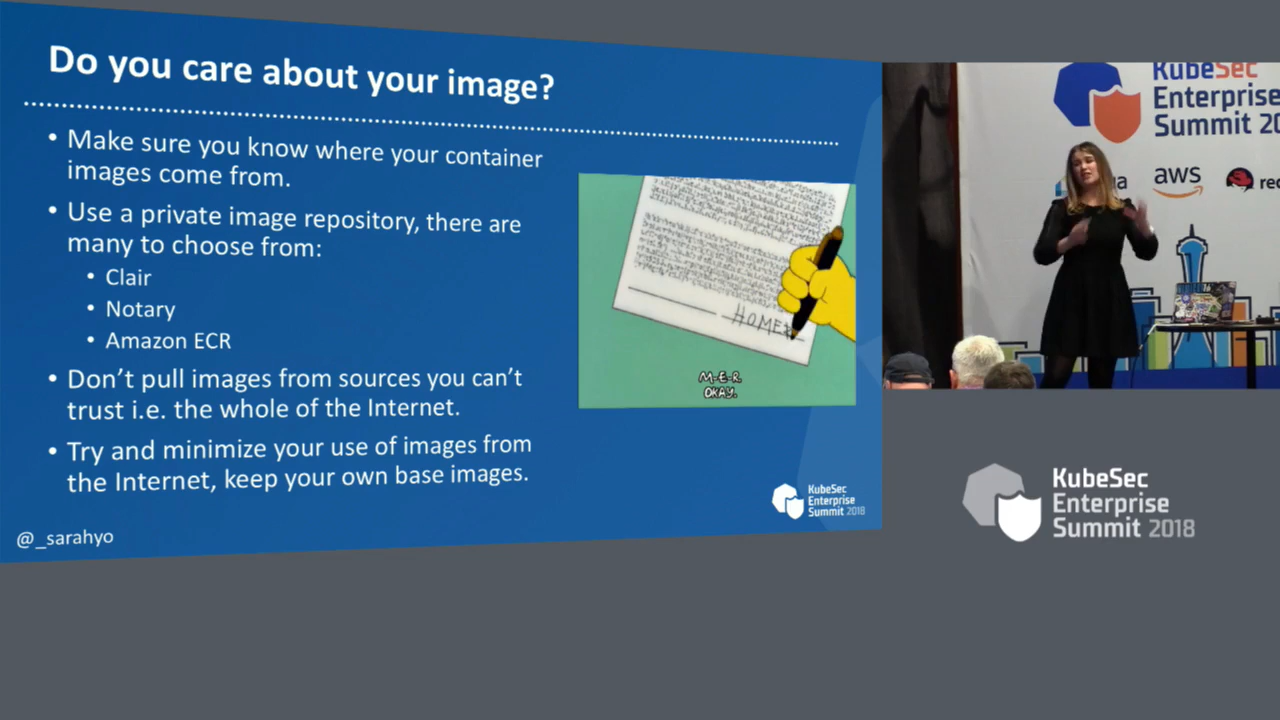 Do you care about your image?
• Make sure you know where your container
images come from.
• Use a private image repository, there are
many to choose from:
• Clair
• Notary
• Amazon ECR
• Don't pull images from sources you can't
trust i.e. the whole of the Internet.
• Try and minimize your use of images from
the Internet, keep your own base images.
HOMER
M-E-R.
OKAY.
KubeSec
Enterprise
Summit 2018
@_sarahyo
KubeSec
Enterprise
Summit 20
aws
red
KubeSec
Enterprise
Summit 2018